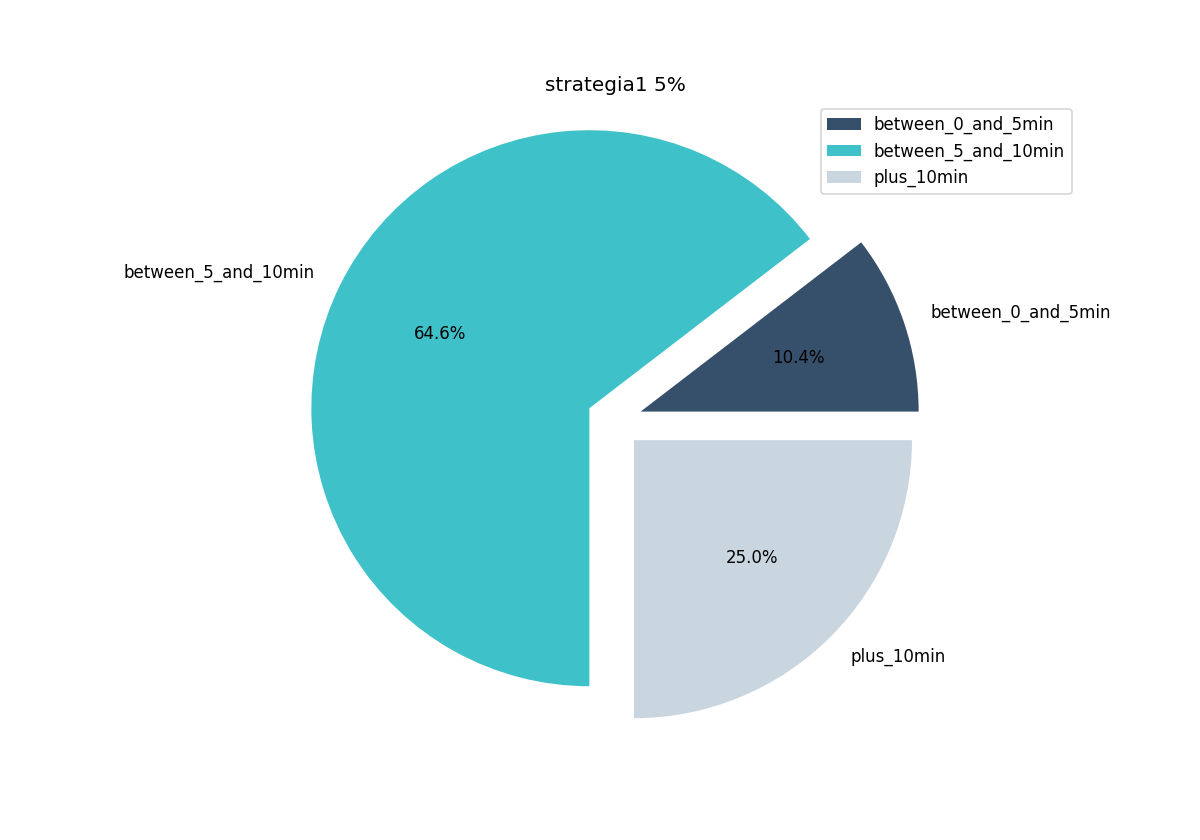 strategia1 5%
between_0_and_5min
between_5_and_10min
plus_10min
between_5_and_10min
between_0_and_5min
64.6%
10.4%
25.0%
plus_10min